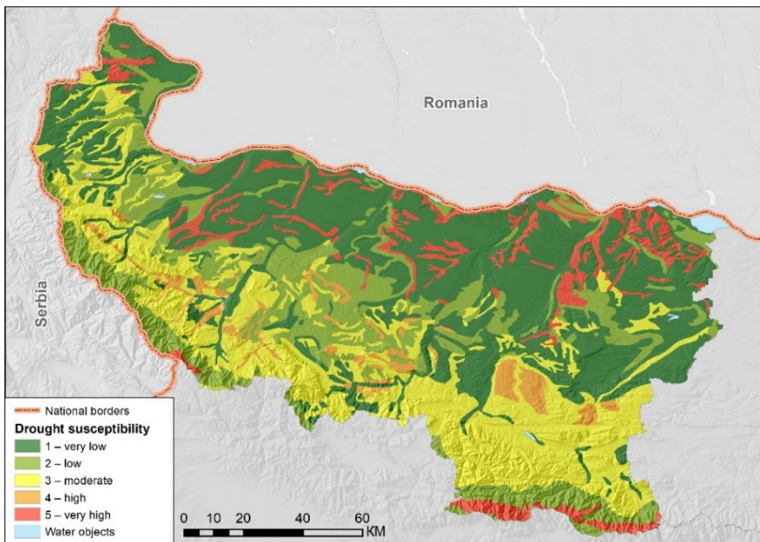 Romania
Serbia
National borders
Drought susceptibility
1 – very low
2 – low
3 – moderate
4 – high
5 – very high
Water objects
0 10 20 40 60
KM